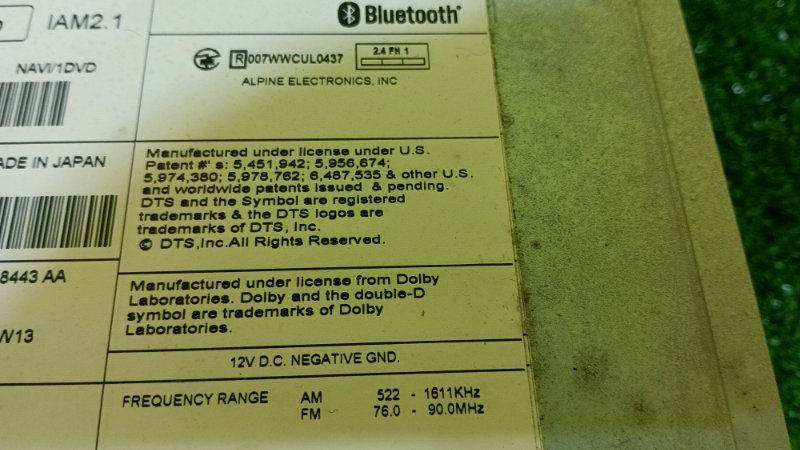 IAM2.1
Bluetooth®
NAVI/1DVD
R 007WWCUL0437
2.4 FH 1
ALPINE ELECTRONICS, INC
ADE IN JAPAN
Manufactured under license under U.S.
Patent #' s: 5,451,942; 5,956,674;
5,974,380; 5,978,762; 6,487,535 & other U.S.
and worldwide patents issued & pending.
DTS and the Symbol are registered
trademarks & the DTS logos are
trademarks of DTS, Inc.
© DTS,Inc.All Rights Reserved.
8443 AA
Manufactured under license from Dolby
Laboratories. Dolby and the double-D
symbol are trademarks of Dolby
Laboratories.
W13
12V D.C. NEGATIVE GND.
FREQUENCY RANGE AM 522 - 1611KHz
FM 76.0 - 90.0MHz